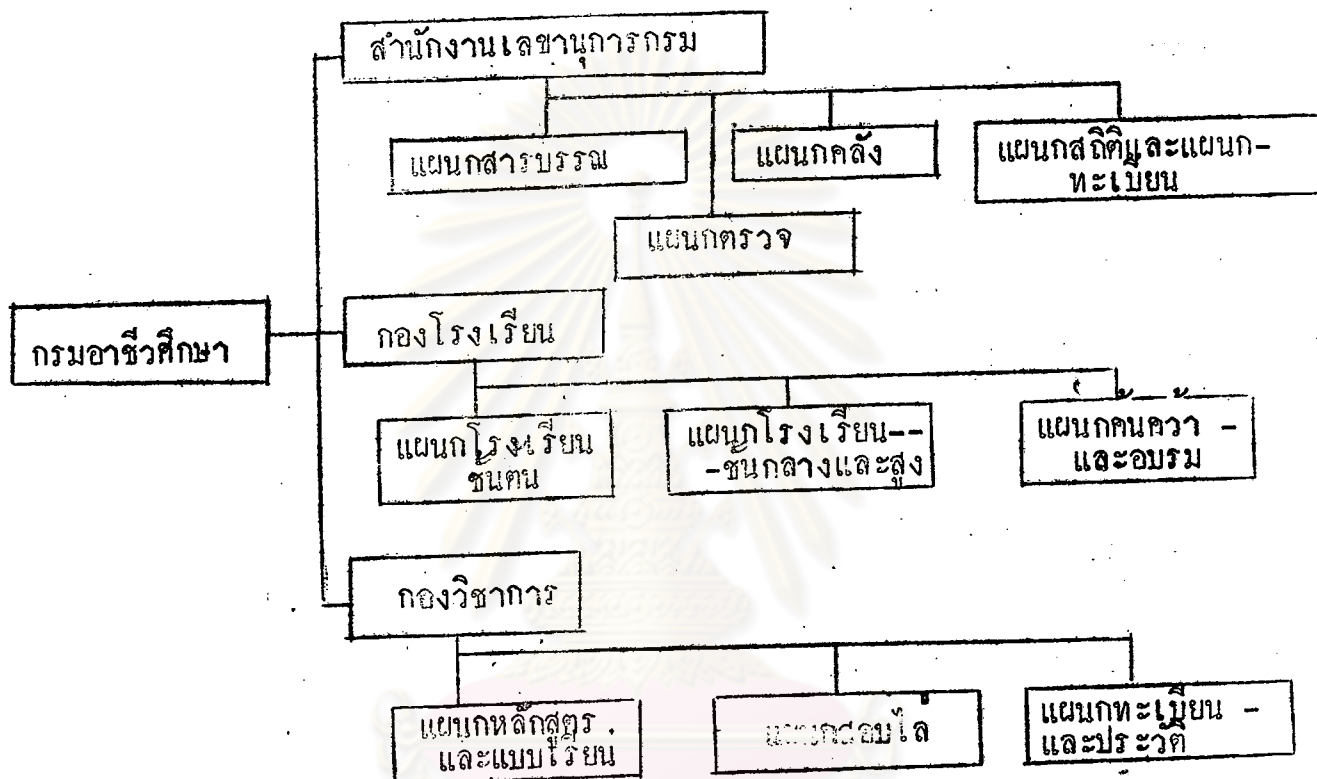 สำนักงานเลขานุการกรม
แผนกสารบรรณ
แผนกคลัง
แผนกสถิติและแผนก-
ทะเบียน
แผนกตรวจ
กรมอาชีวศึกษา
กองโรงเรียน
แผนกโรงเรียน
ชั้นตน
แผนกโรงเรียน--
-ชั้นกลางและสูง
แผนกค้นคว้า -
และอบรม
กองวิชาการ
แผนกหลักสูตร
และแบบเรียน
แผนกสอบไล่
แผนกทะเบียน -
และประวัติ